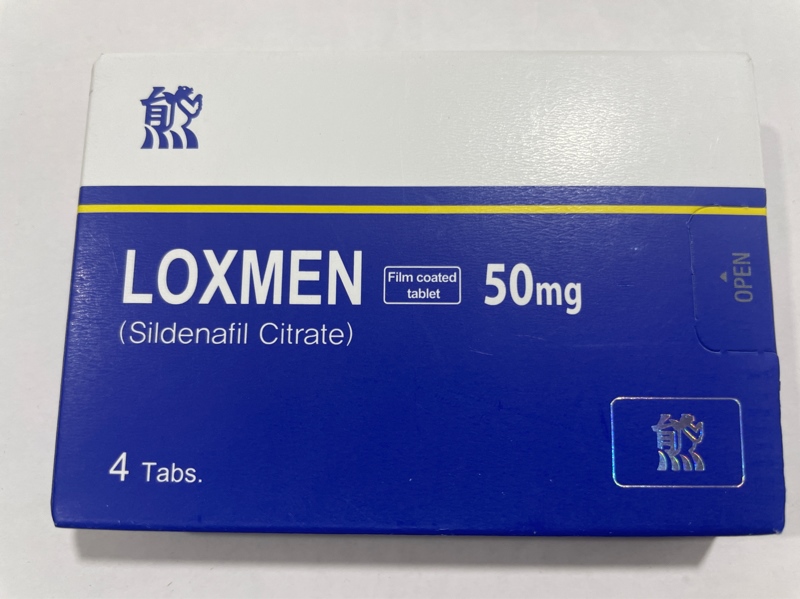 LOXMEN
Film coated
tablet
50mg
(Sildenafil Citrate)
OPEN
4 Tabs.